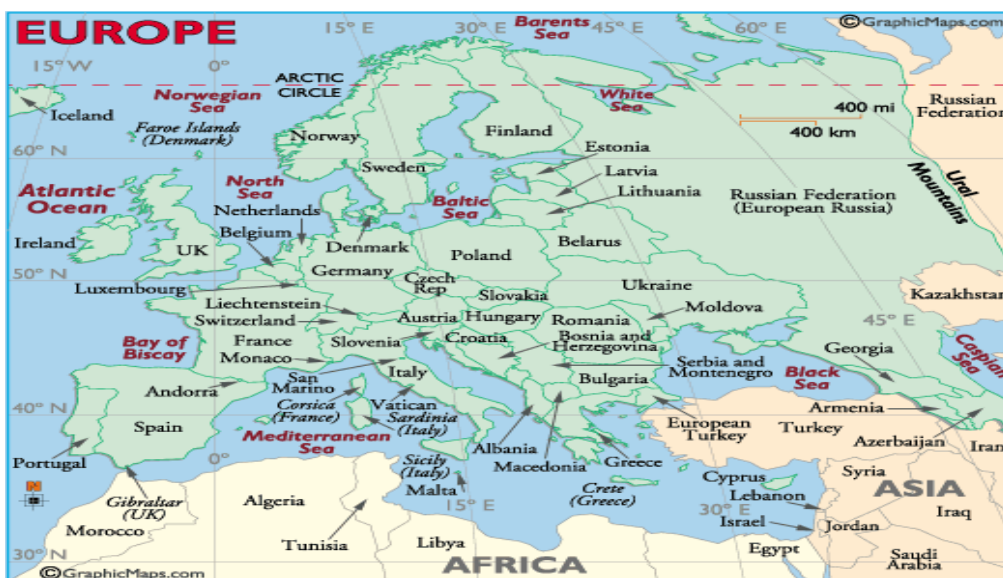 EUROPE
©GraphicMaps.com
Barents
Sea
15° W
0°
15° E
30° E
45° E
60° E
ARCTIC
CIRCLE
Norwegian
Sea
Iceland
Faroe Islands
(Denmark)
White
Sea
400 mi
400 km
Russian
Federation
Norway
Finland
Sweden
60° N
Estonia
Latvia
Lithuania
Ural
Mountains
Atlantic
Ocean
North
Sea
Baltic
Sea
Russian Federation
(European Russia)
Netherlands
Belgium
Ireland
UK
Denmark
Belarus
Poland
Germany
50° N
Luxembourg
Czech
Rep
Ukraine
Slovakia
Kazakhstan
Liechtenstein
Moldova
Austria
Hungary
Switzerland
Romania
45° E
Bay of
Biscay
France
Slovenia
Croatia
Bosnia and
Herzegovina
Georgia
Caspian
Sea
Monaco
Serbia and
Montenegro
Black
Sea
San
Marino
Italy
Andorra
Bulgaria
Corsica
(France)
Vatican
40° N
Sardinia
(Italy)
European
Turkey
Turkey
Armenia
Azerbaijan
Iran
Spain
Mediterranean
Sea
Albania
Macedonia
Greece
Portugal
0°
Sicily
(Italy)
Malta
Cyprus
Syria
Lebanon
N
Gibraltar
(UK)
Algeria
Crete
(Greece)
ASIA
Morocco
15° E
30° E
Israel
Jordan
Iraq
Tunisia
Libya
Egypt
30° N
AFRICA
Saudi
Arabia
©GraphicMaps.com